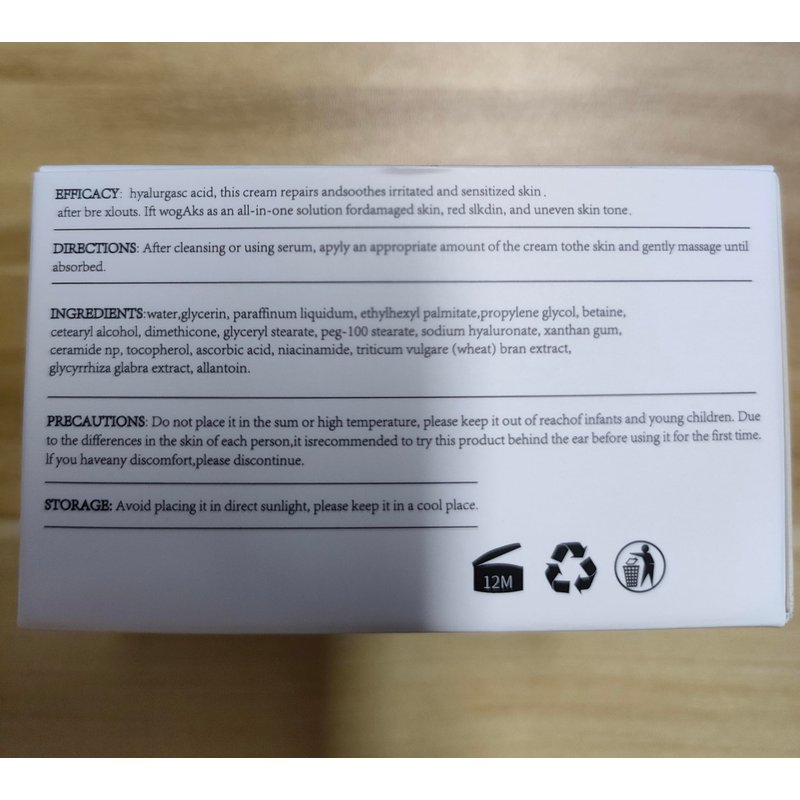 EFFICACY: hyalurgasc acid, this cream repairs andsoothes irritated and sensitized skin.
after bre xlouts. Ift wogAks as an all-in-one solution fordamaged skin, red slkdin, and uneven skin tone.
DIRECTIONS: After cleansing or using serum, apyly an appropriate amount of the cream tothe skin and gently massage until
absorbed.
INGREDIENTS:water,glycerin, paraffinum liquidum, ethylhexyl palmitate,propylene glycol, betaine,
cetearyl alcohol, dimethicone, glyceryl stearate, peg-100 stearate, sodium hyaluronate, xanthan gum,
ceramide np, tocopherol, ascorbic acid, niacinamide, triticum vulgare (wheat) bran extract,
glycyrrhiza glabra extract, allantoin.
PRECAUTIONS: Do not place it in the sum or high temperature, please keep it out of reachof infants and young children. Due
to the differences in the skin of each person,it isrecommended to try this product behind the ear before using it for the first time.
lf you haveany discomfort,please discontinue.
STORAGE: Avoid placing it in direct sunlight, please keep it in a cool place.
12M